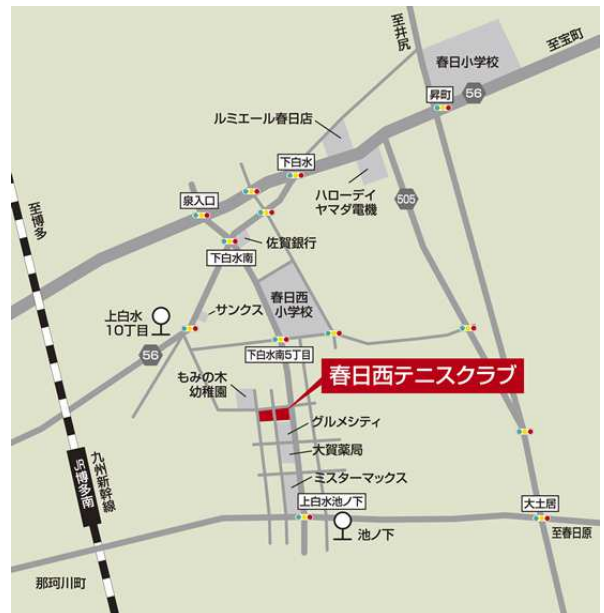 至井尻
至宝町
春日小学校
56
昇町
ルミエール春日店
下白水
ハローデイ
ヤマダ電機
505
泉入口
至博多
佐賀銀行
下白水南
春日西
小学校
サンクス
上白水
10丁目
56
下白水南5丁目
もみの木
幼稚園
春日西テニスクラブ
グルメシティ
大賀薬局
ミスターマックス
九州新幹線
JR博多南
上白水池ノ下
池ノ下
大土居
至春日原
那珂川町